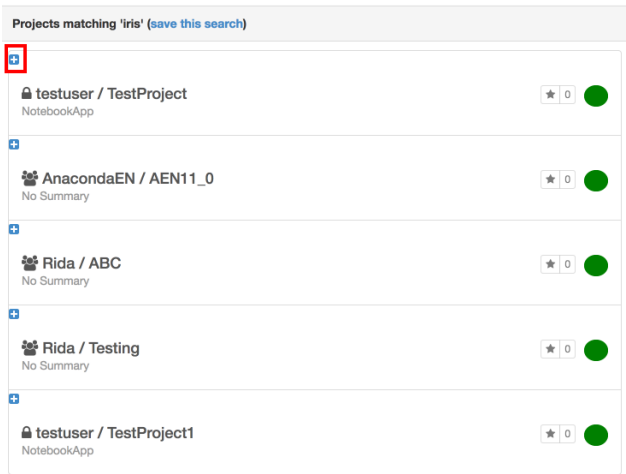 Projects matching 'iris' (save this search)
testuser / TestProject
0
NotebookApp
AnacondaEN / AEN11_0
0
No Summary
Rida / ABC
0
No Summary
Rida / Testing
0
No Summary
testuser / TestProject1
0
NotebookApp